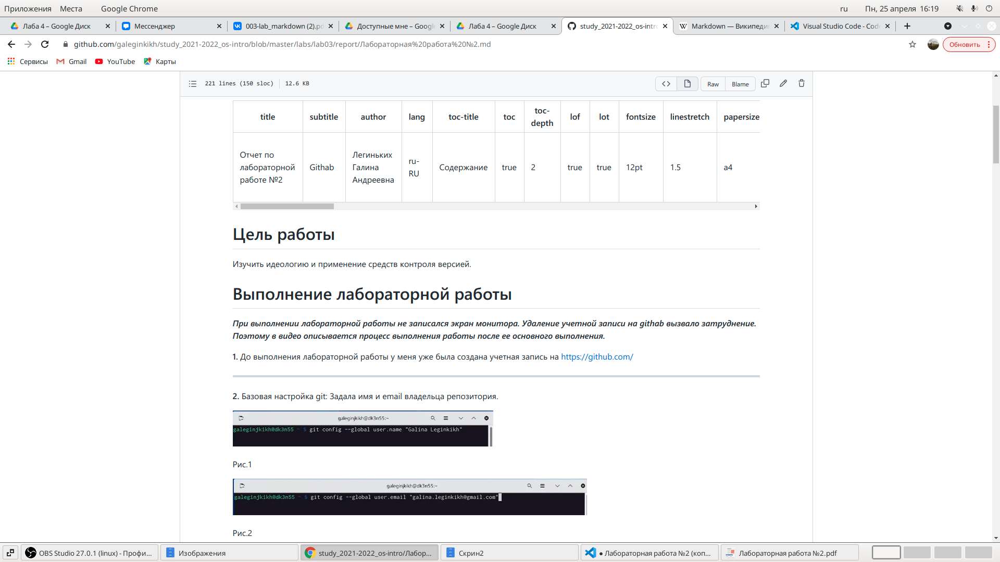 Приложения Места Google Chrome ru Пн, 25 апреля 16:19
Лаба 4 – Google Диск Мессенджер 003-lab_markdown (2).pd Доступные мне – Google Лаба 4 – Google Диск study_2021-2022_os-intro Markdown — Википедия Visual Studio Code - Code
github.com/galeginkikh/study_2021-2022_os-intro/blob/master/labs/lab03/report/Лабораторная%20работа%20№2.md Обновить
Сервисы Gmail YouTube Карты
221 lines (150 sloc) 12.6 KB Raw Blame
title subtitle author lang toc-title toc toc-depth lof lot fontsize linestretch papersize
Отчет по лабораторной работе №2 Githab Легиньких Галина Андреевна ru-RU Содержание true 2 true true 12pt 1.5 a4
Цель работы
Изучить идеологию и применение средств контроля версией.
Выполнение лабораторной работы
При выполнении лабораторной работы не записался экран монитора. Удаление учетной записи на githab вызвало затруднение.
Поэтому в видео описывается процесс выполнения работы после ее основного выполнения.
1. До выполнения лабораторной работы у меня уже была создана учетная запись на https://github.com/
2. Базовая настройка git: Задала имя и email владельца репозитория.
galeginjkikh@dk3n55:~
galeginjkikh@dk3n55 ~ $ git config --global user.name "Galina Leginkikh"
Рис.1
galeginjkikh@dk3n55:~
galeginjkikh@dk3n55 ~ $ git config --global user.email "galina.leginkikh@gmail.com"
Рис.2
OBS Studio 27.0.1 (linux) - Профи... Изображения study_2021-2022_os-intro/Лабор... Скрин2 ● Лабораторная работа №2 (коп... Лабораторная работа №2.pdf